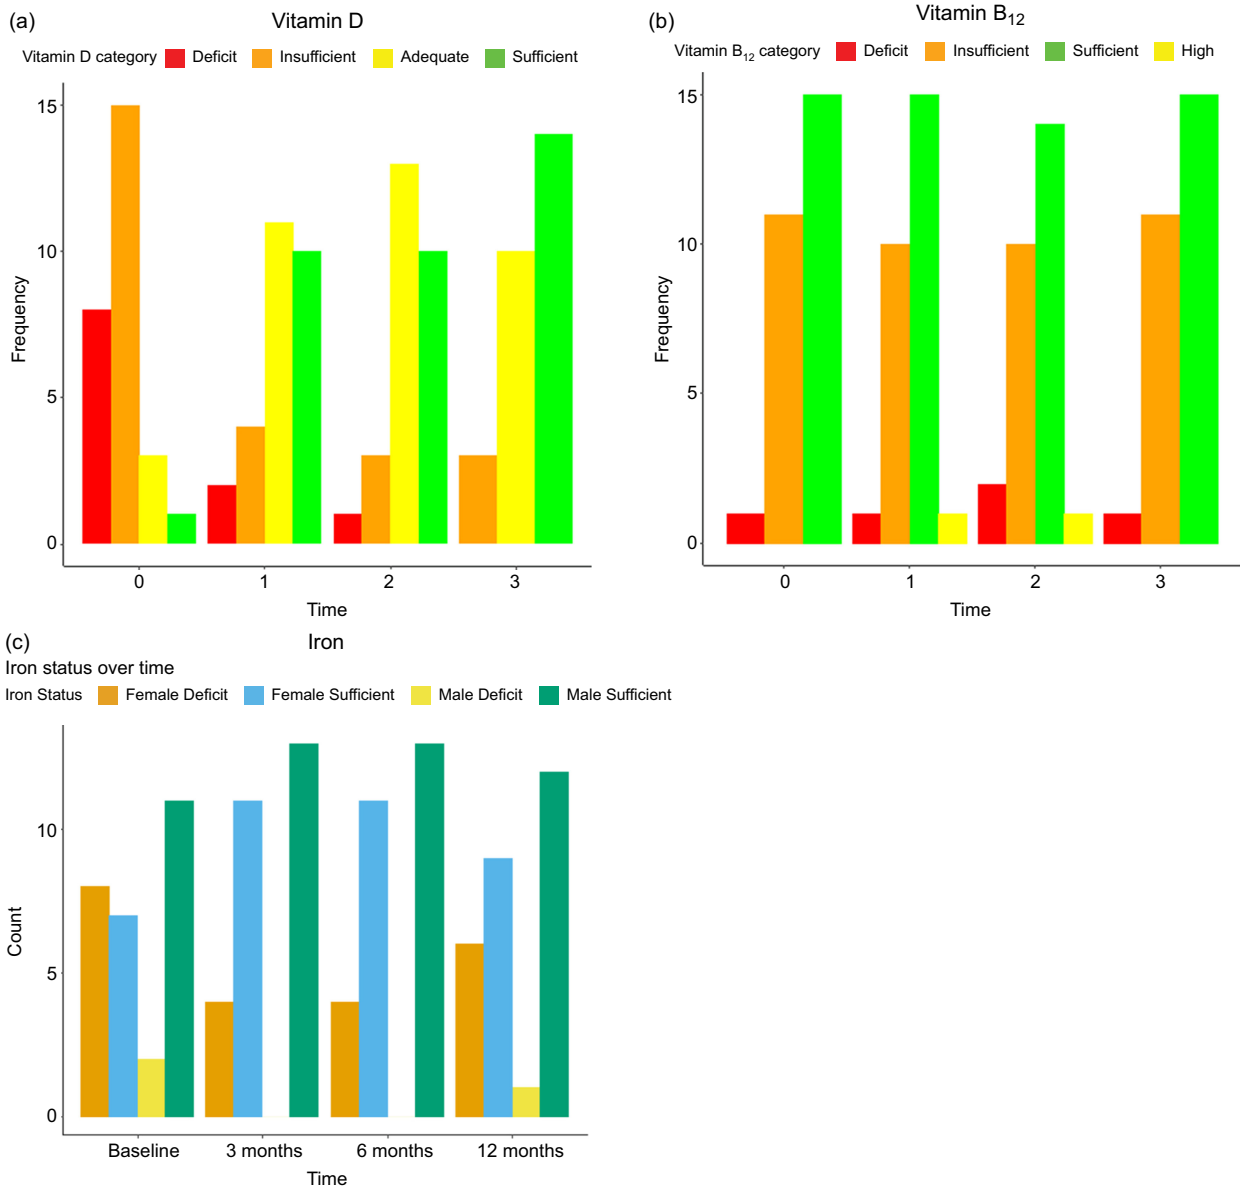 (a)
Vitamin D
Vitamin D category Deficit Insufficient Adequate Sufficient
15
10
5
0
Frequency
0 1 2 3
Time
(b)
Vitamin B12
Vitamin B12 category Deficit Insufficient Sufficient High
15
10
5
0
Frequency
0 1 2 3
Time
(c)
Iron
Iron status over time
Iron Status Female Deficit Female Sufficient Male Deficit Male Sufficient
10
5
0
Count
Baseline 3 months 6 months 12 months
Time